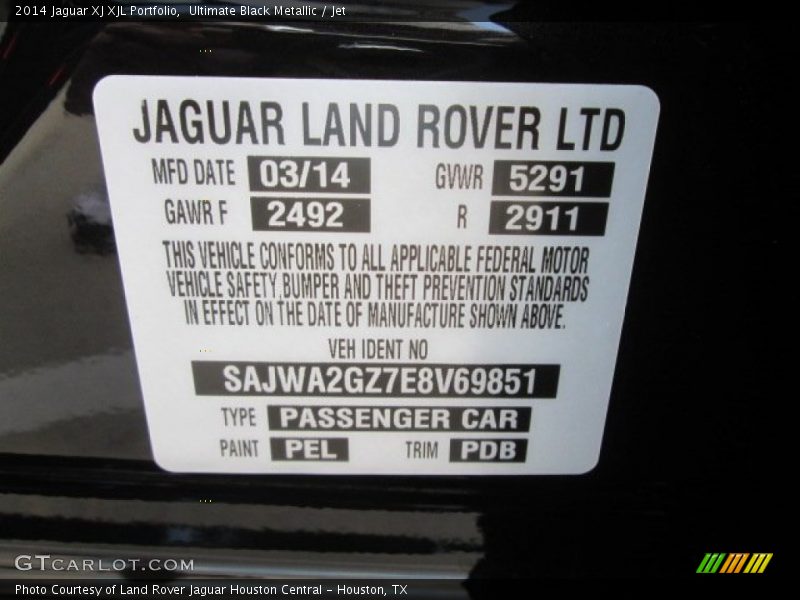 2014 Jaguar XJ XJL Portfolio,  Ultimate Black Metallic / Jet
JAGUAR LAND ROVER LTD
MFD DATE 03/14 GVWR 5291
GAWR F 2492 R 2911
THIS VEHICLE CONFORMS TO ALL APPLICABLE FEDERAL MOTOR
VEHICLE SAFETY,BUMPER AND THEFT PREVENTION STANDARDS
IN EFFECT ON THE DATE OF MANUFACTURE SHOWN ABOVE.
VEH IDENT NO
SAJWA2GZ7E8V69851
TYPE PASSENGER CAR
PAINT PEL TRIM PDB
GTCARLOT.COM
Photo Courtesy of Land Rover Jaguar Houston Central - Houston, TX